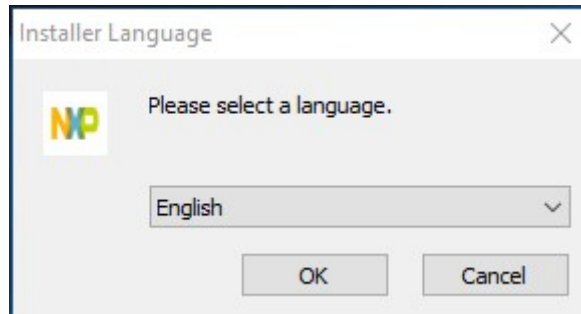 Installer Language
NXP
Please select a language.
English
OK
Cancel